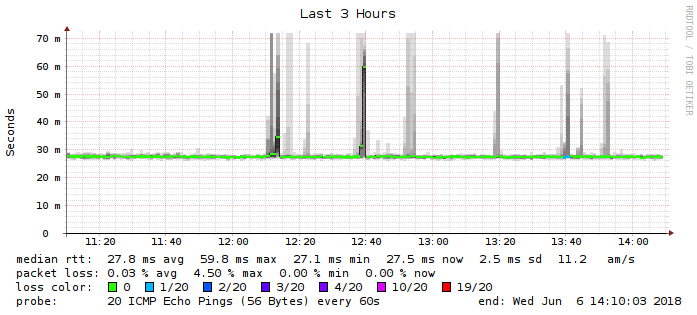 Last 3 Hours
RRDTOOL / TOBI OETIKER
Seconds
70 m
60 m
50 m
40 m
30 m
20 m
10 m
0
11:20 11:40 12:00 12:20 12:40 13:00 13:20 13:40 14:00
median rtt: 27.8 ms avg 59.8 ms max 27.1 ms min 27.5 ms now 2.5 ms sd 11.2 am/s
packet loss: 0.03 % avg 4.50 % max 0.00 % min 0.00 % now
loss color: 0 1/20 2/20 3/20 4/20 10/20 19/20
probe: 20 ICMP Echo Pings (56 Bytes) every 60s end: Wed Jun 6 14:10:03 2018